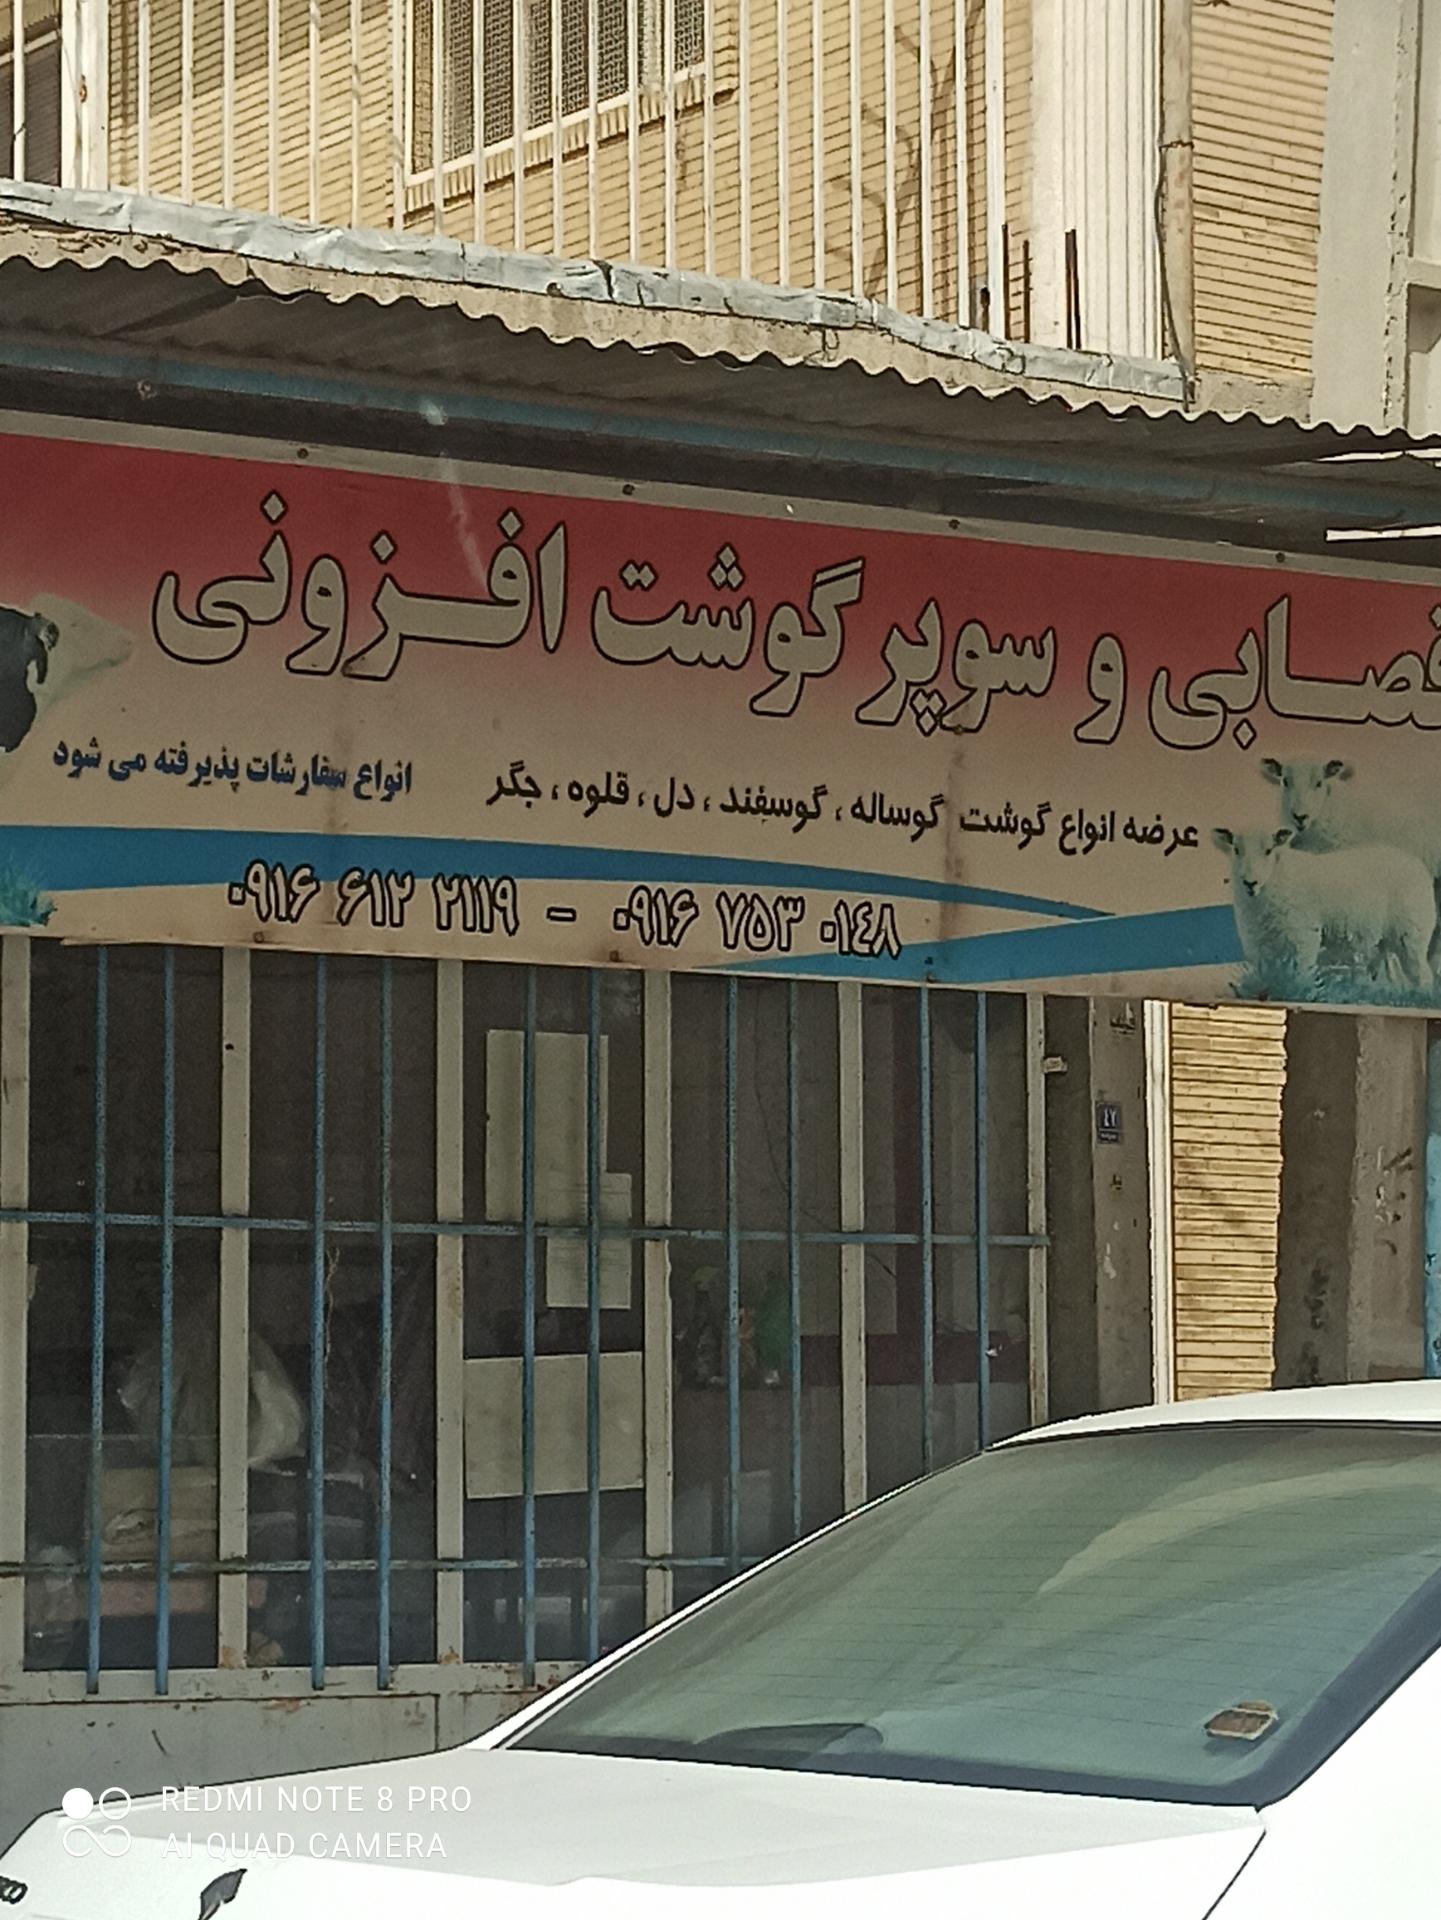 قصابی و سوپر گوشت افزونی
عرضه انواع گوشت گوساله ، گوسفند ، دل ، قلوه ، جگر
انواع سفارشات پذیرفته می شود
۰۹۱۶ ۶۱۲ ۲۱۱۹ - ۰۹۱۶ ۷۵۳ ۰۱۴۸
۴۷
REDMI NOTE 8 PRO
AI QUAD CAMERA